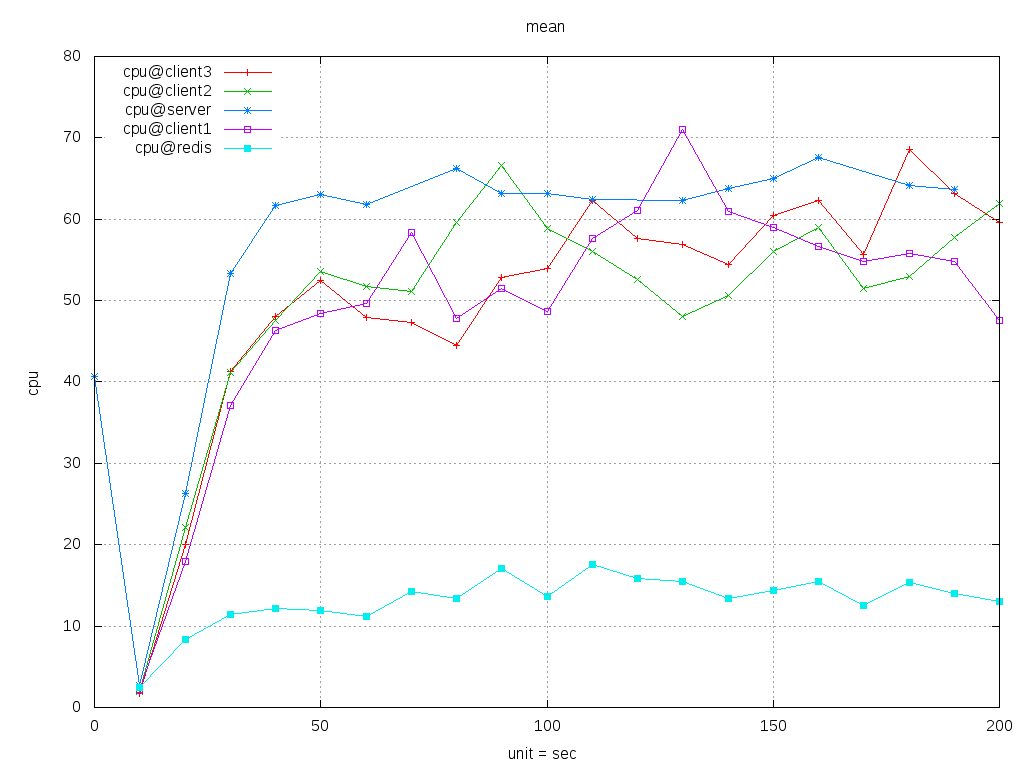 mean
80
70
60
50
40
30
20
10
0
cpu
cpu@client3
cpu@client2
cpu@server
cpu@client1
cpu@redis
0 50 100 150 200
unit = sec